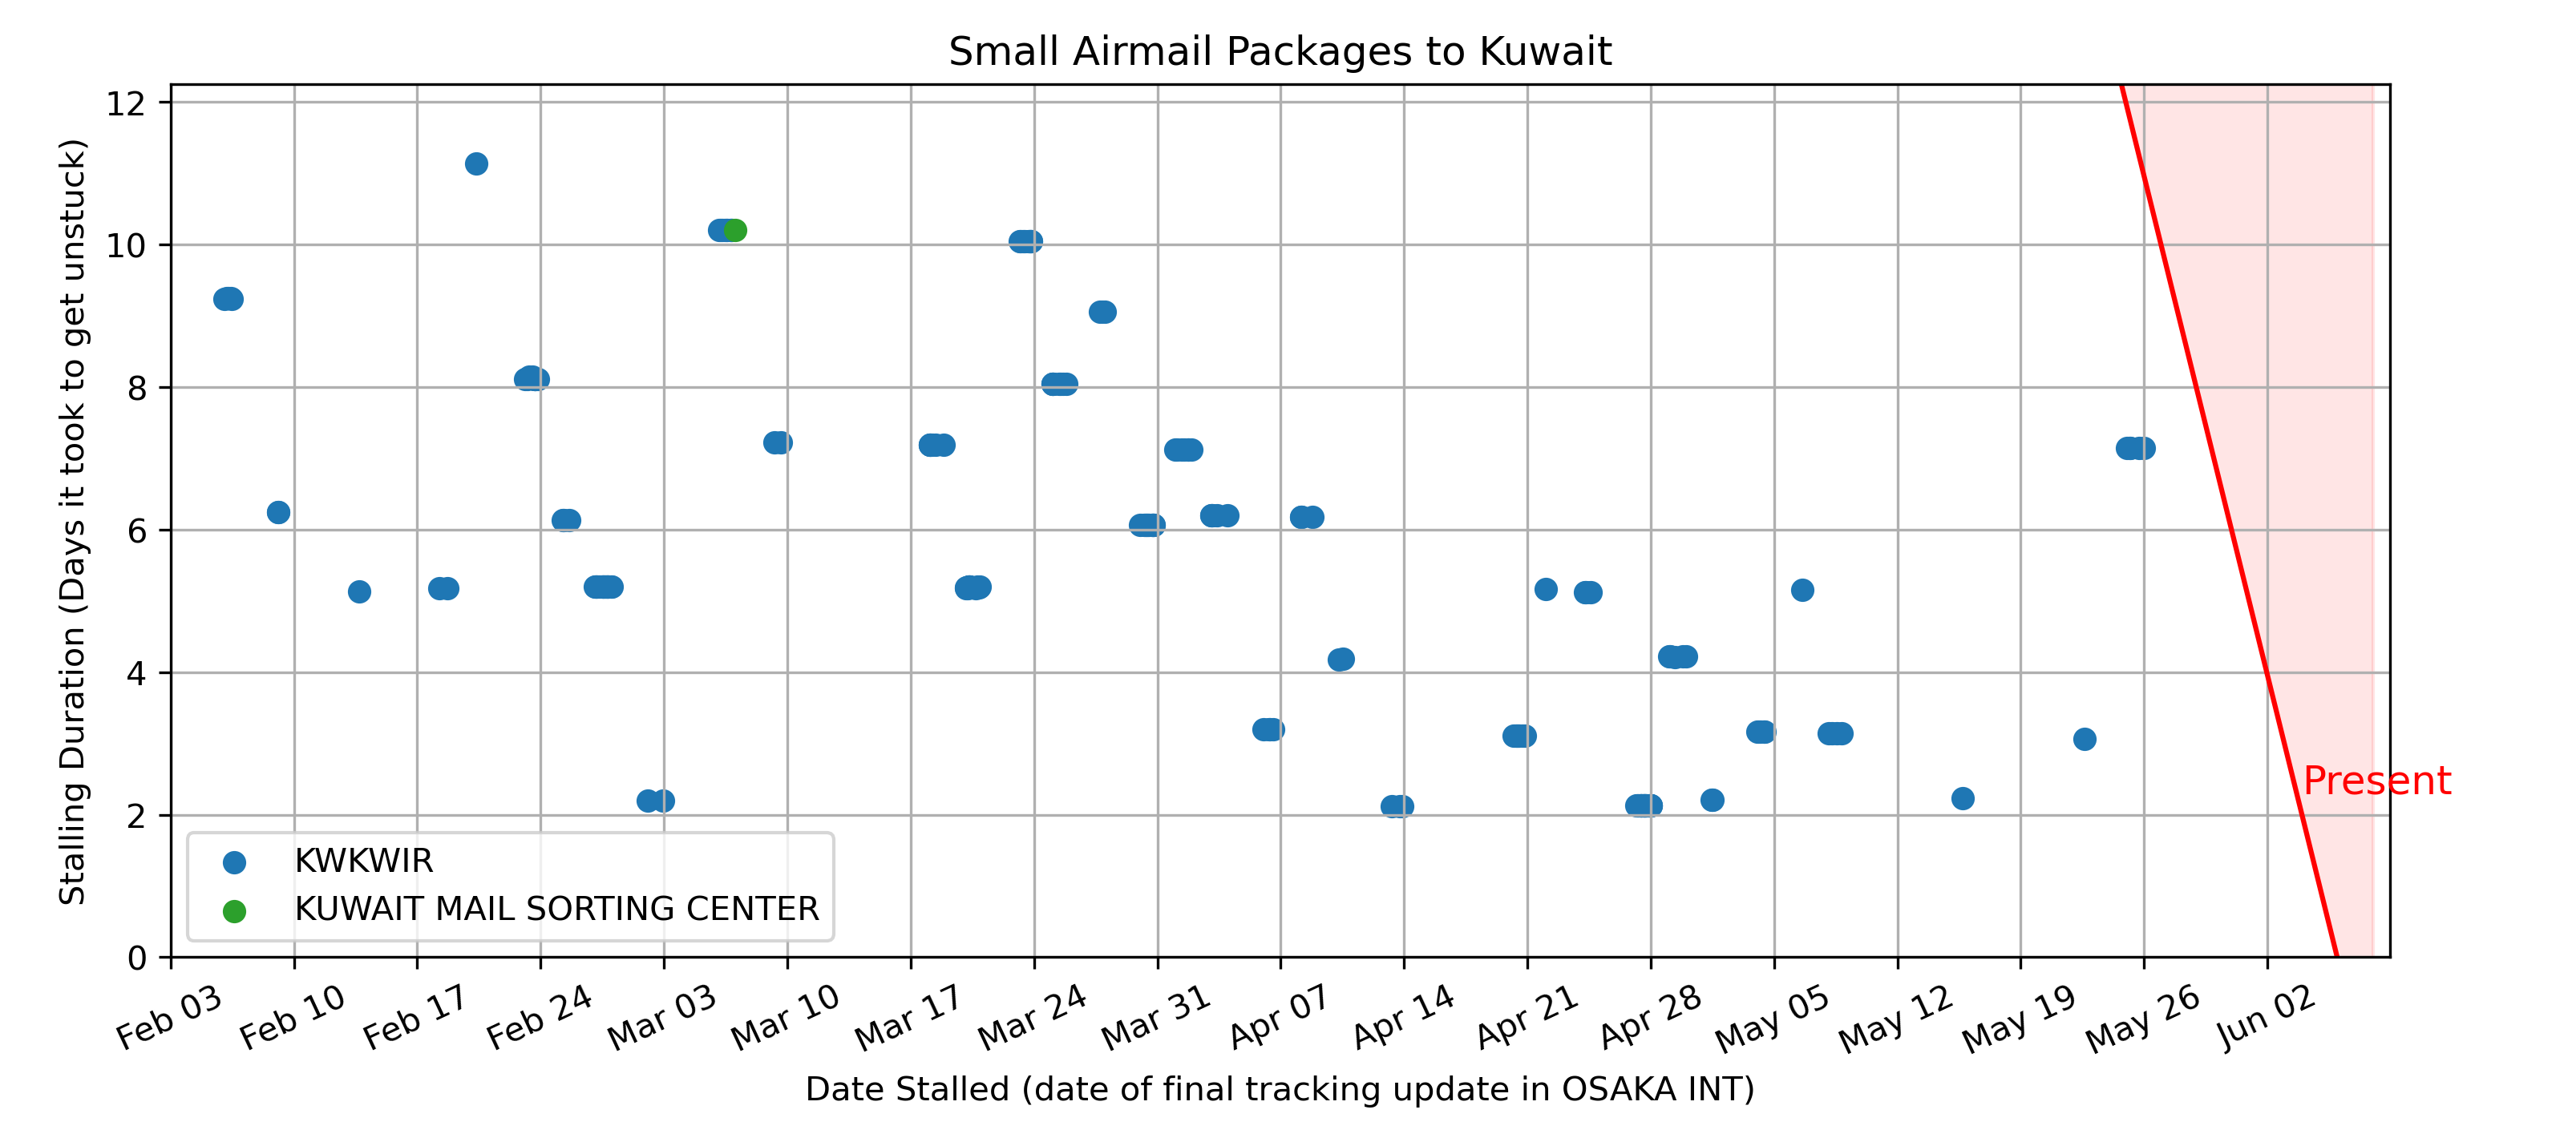 Small Airmail Packages to Kuwait
Stalling Duration (Days it took to get unstuck)
12
10
8
6
4
2
0
Present
KWKWIR
KUWAIT MAIL SORTING CENTER
Feb 03
Feb 10
Feb 17
Feb 24
Mar 03
Mar 10
Mar 17
Mar 24
Mar 31
Apr 07
Apr 14
Apr 21
Apr 28
May 05
May 12
May 19
May 26
Jun 02
Date Stalled (date of final tracking update in OSAKA INT)